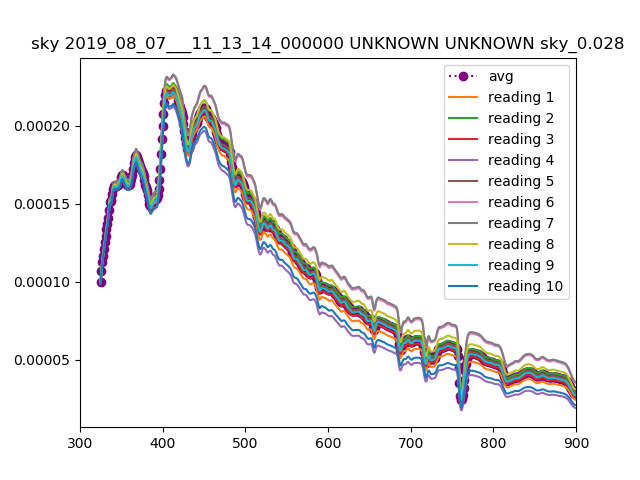 sky 2019_08_07___11_13_14_000000 UNKNOWN UNKNOWN sky_0.028
avg
reading 1
reading 2
reading 3
reading 4
reading 5
reading 6
reading 7
reading 8
reading 9
reading 10
0.00020
0.00015
0.00010
0.00005
300 400 500 600 700 800 900